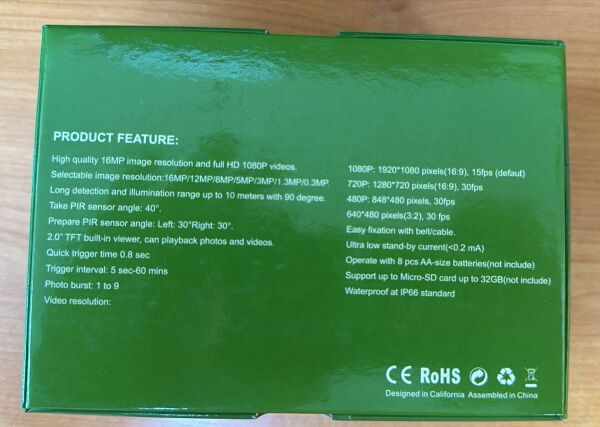 PRODUCT FEATURE:
High quality 16MP image resolution and full HD 1080P videos.
Selectable image resolution:16MP/12MP/8MP/5MP/3MP/1.3MP/0.3MP.
Long detection and illumination range up to 10 meters with 90 degree.
Take PIR sensor angle: 40°.
Prepare PIR sensor angle: Left: 30°Right: 30°.
2.0" TFT built-in viewer, can playback photos and videos.
Quick trigger time 0.8 sec
Trigger interval: 5 sec-60 mins
Photo burst: 1 to 9
Video resolution:
1080P: 1920*1080 pixels(16:9), 15fps (defaut)
720P: 1280*720 pixels(16:9), 30fps
480P: 848*480 pixels, 30fps
640*480 pixels(3:2), 30 fps
Easy fixation with belt/cable.
Ultra low stand-by current(<0.2 mA)
Operate with 8 pcs AA-size batteries(not include)
Support up to Micro-SD card up to 32GB(not include)
Waterproof at IP66 standard
CE RoHS
Designed in California Assembled in China